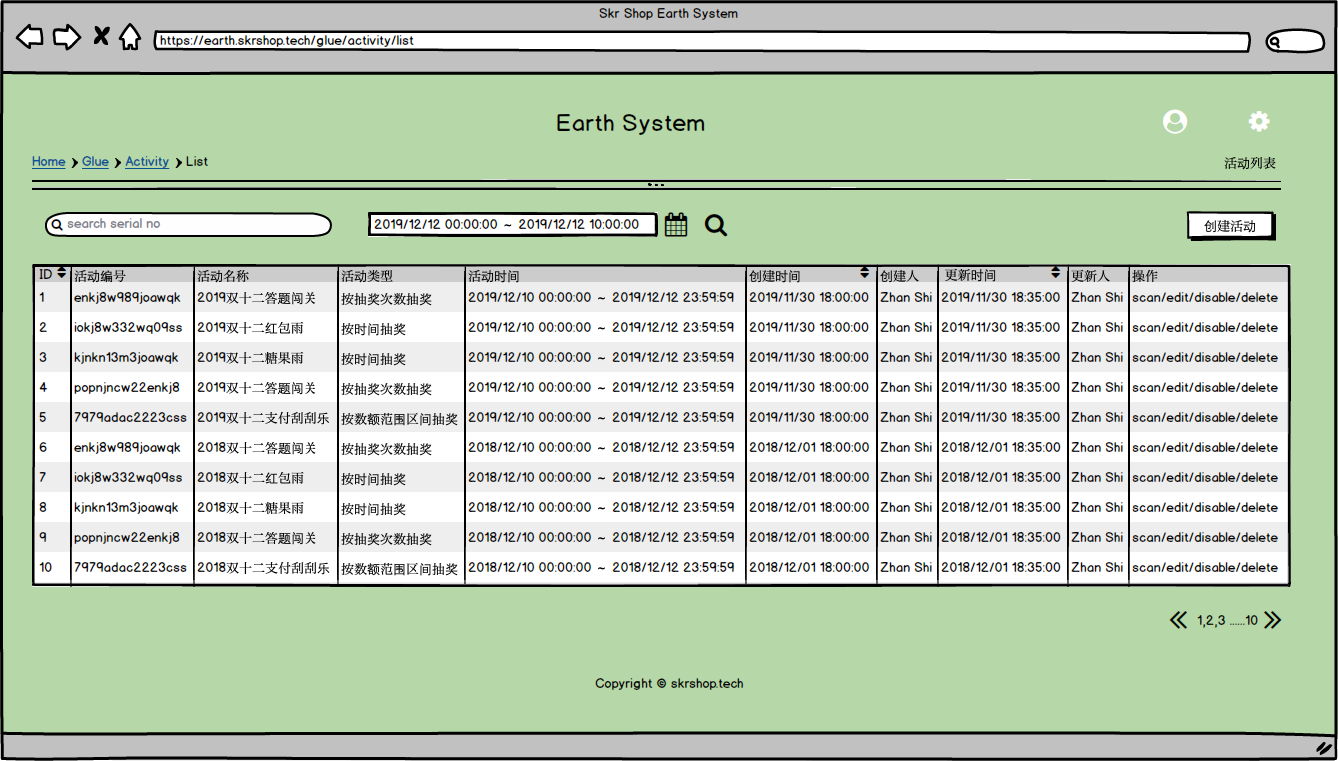 Skr Shop Earth System
https://earth.skrshop.tech/glue/activity/list
Earth System
Home Glue Activity List 活动列表
search serial no 2019/12/12 00:00:00 ~ 2019/12/12 10:00:00 创建活动
ID 活动编号 活动名称 活动类型 活动时间 创建时间 创建人 更新时间 更新人 操作
1 enkj8w989joawqk 2019双十二答题闯关 按抽奖次数抽奖 2019/12/10 00:00:00 ~ 2019/12/12 23:59:59 2019/11/30 18:00:00 Zhan Shi 2019/11/30 18:35:00 Zhan Shi scan/edit/disable/delete
2 iokj8w332wq09ss 2019双十二红包雨 按时间抽奖 2019/12/10 00:00:00 ~ 2019/12/12 23:59:59 2019/11/30 18:00:00 Zhan Shi 2019/11/30 18:35:00 Zhan Shi scan/edit/disable/delete
3 kjnkn13m3joawqk 2019双十二糖果雨 按时间抽奖 2019/12/10 00:00:00 ~ 2019/12/12 23:59:59 2019/11/30 18:00:00 Zhan Shi 2019/11/30 18:35:00 Zhan Shi scan/edit/disable/delete
4 popnjncw22enkj8 2019双十二答题闯关 按抽奖次数抽奖 2019/12/10 00:00:00 ~ 2019/12/12 23:59:59 2019/11/30 18:00:00 Zhan Shi 2019/11/30 18:35:00 Zhan Shi scan/edit/disable/delete
5 7979adac2223css 2019双十二支付刮刮乐 按数额范围区间抽奖 2019/12/10 00:00:00 ~ 2019/12/12 23:59:59 2019/11/30 18:00:00 Zhan Shi 2019/11/30 18:35:00 Zhan Shi scan/edit/disable/delete
6 enkj8w989joawqk 2018双十二答题闯关 按抽奖次数抽奖 2018/12/10 00:00:00 ~ 2018/12/12 23:59:59 2018/12/01 18:00:00 Zhan Shi 2018/12/01 18:35:00 Zhan Shi scan/edit/disable/delete
7 iokj8w332wq09ss 2018双十二红包雨 按时间抽奖 2018/12/10 00:00:00 ~ 2018/12/12 23:59:59 2018/12/01 18:00:00 Zhan Shi 2018/12/01 18:35:00 Zhan Shi scan/edit/disable/delete
8 kjnkn13m3joawqk 2018双十二糖果雨 按时间抽奖 2018/12/10 00:00:00 ~ 2018/12/12 23:59:59 2018/12/01 18:00:00 Zhan Shi 2018/12/01 18:35:00 Zhan Shi scan/edit/disable/delete
9 popnjncw22enkj8 2018双十二答题闯关 按抽奖次数抽奖 2018/12/10 00:00:00 ~ 2018/12/12 23:59:59 2018/12/01 18:00:00 Zhan Shi 2018/12/01 18:35:00 Zhan Shi scan/edit/disable/delete
10 7979adac2223css 2018双十二支付刮刮乐 按数额范围区间抽奖 2018/12/10 00:00:00 ~ 2018/12/12 23:59:59 2018/12/01 18:00:00 Zhan Shi 2018/12/01 18:35:00 Zhan Shi scan/edit/disable/delete
1,2,3 ......10
Copyright © skrshop.tech